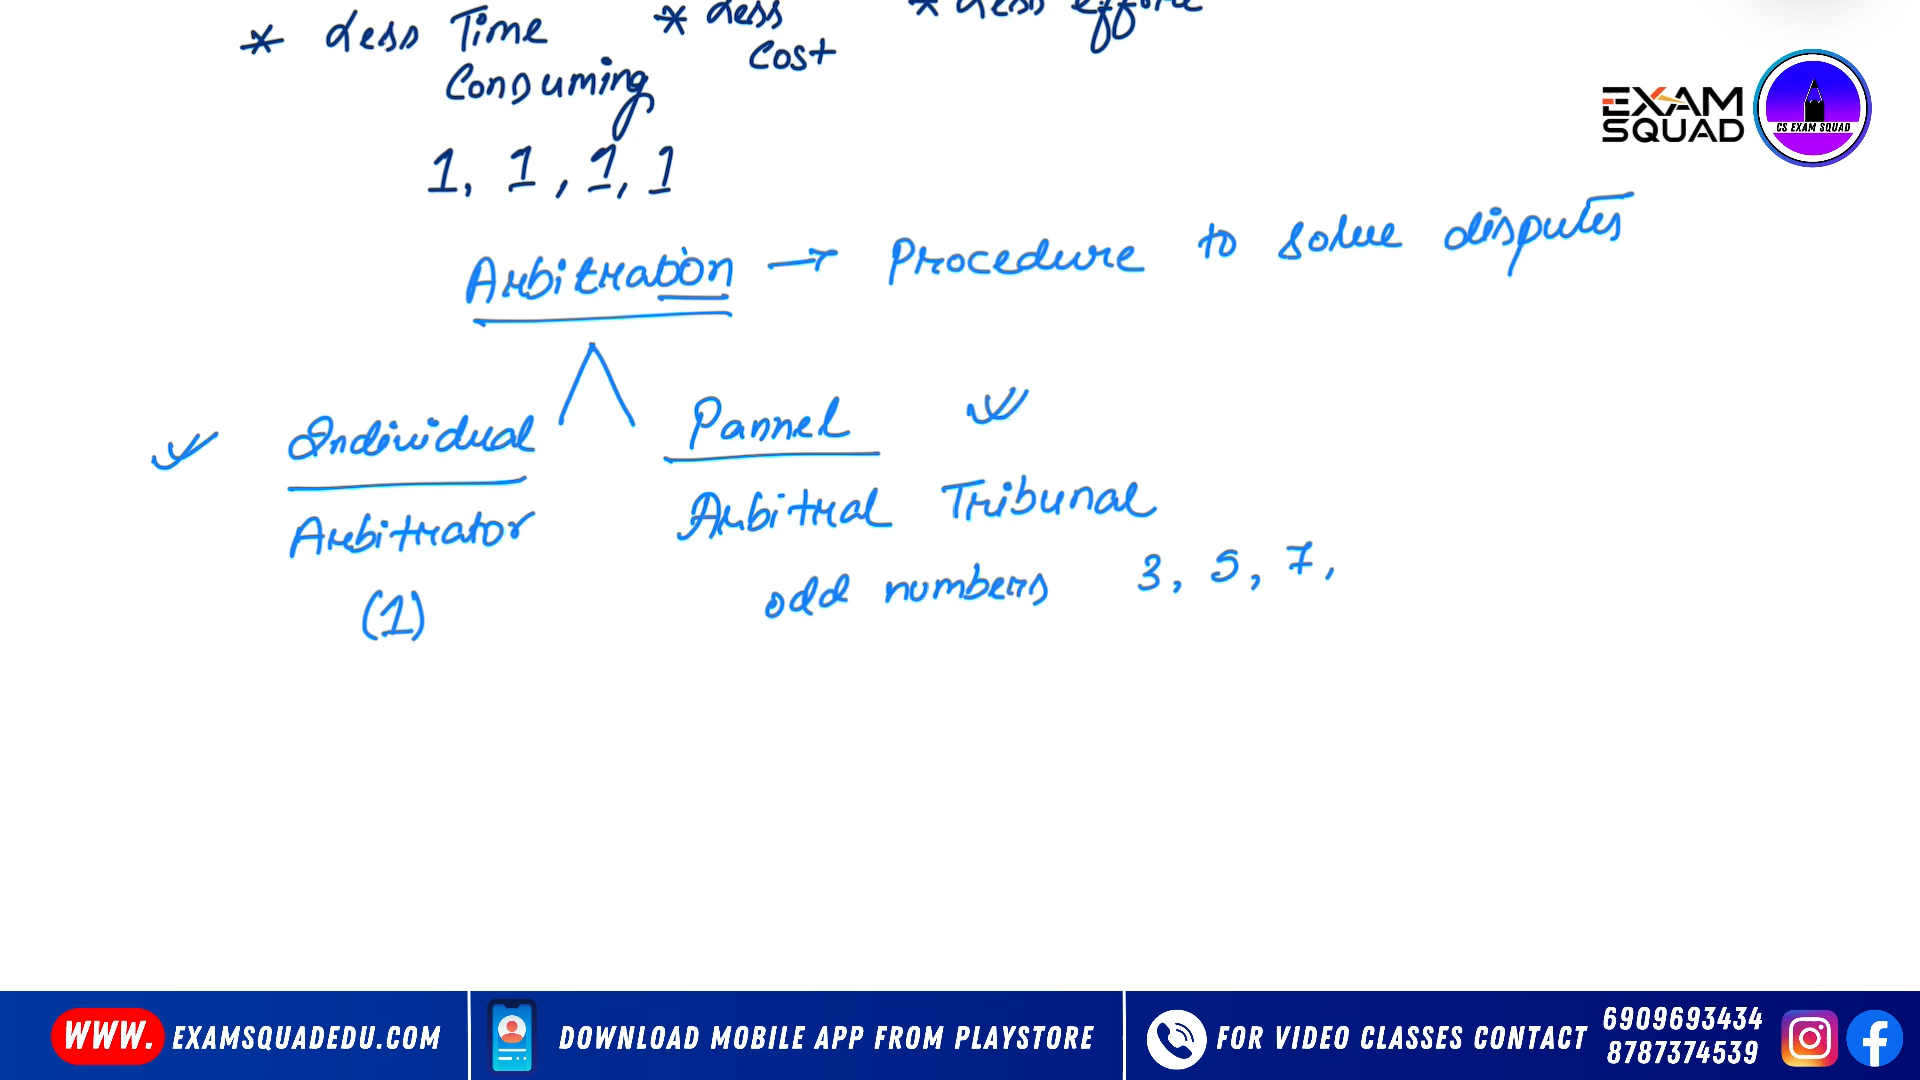 * Less Time * Less * Less effort
Consuming cost
1, 1, 1, 1
Arbitration → Procedure to solve disputes
Individual Pannel
Arbitrator Arbitral Tribunal
(1) odd numbers 3, 5, 7,
EXAM
SQUAD
CS EXAM SQUAD
WWW. EXAMSQUADEDU.COM
DOWNLOAD MOBILE APP FROM PLAYSTORE
FOR VIDEO CLASSES CONTACT
6909693434
8787374539